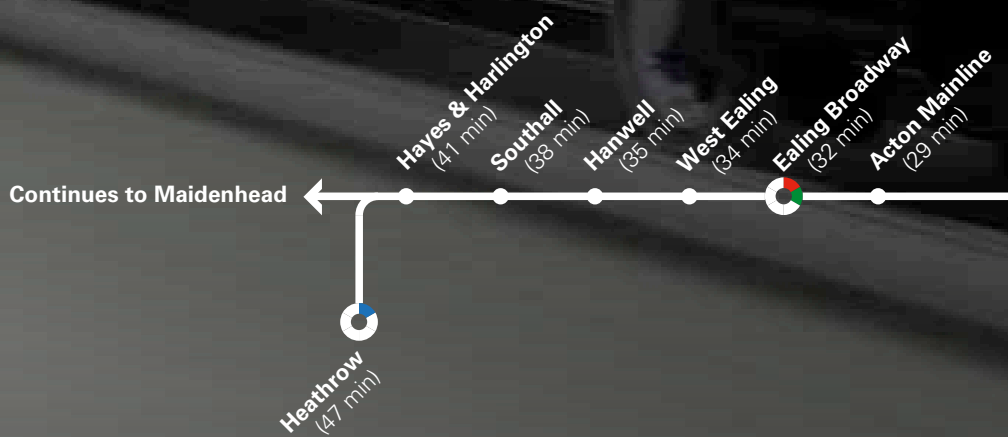 Hayes & Harlington
(41 min)
Southall
(38 min)
Hanwell
(35 min)
West Ealing
(34 min)
Ealing Broadway
(32 min)
Acton Mainline
(29 min)
Continues to Maidenhead
Heathrow
(47 min)